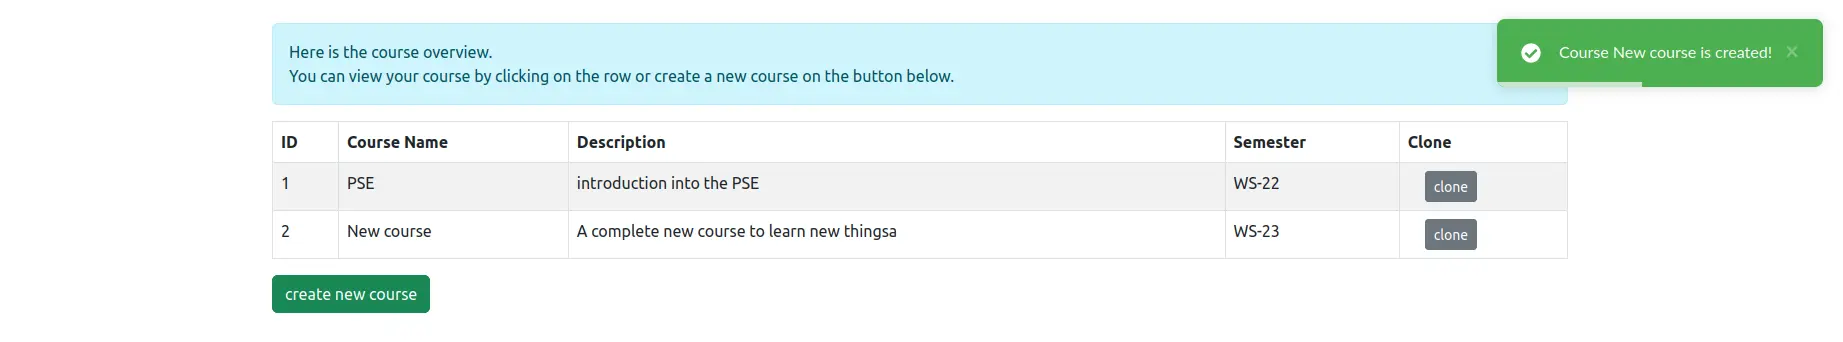 Here is the course overview.
You can view your course by clicking on the row or create a new course on the button below.
Course New course is created! ×
ID Course Name Description Semester Clone
1 PSE introduction into the PSE WS-22 clone
2 New course A complete new course to learn new thingsa WS-23 clone
create new course